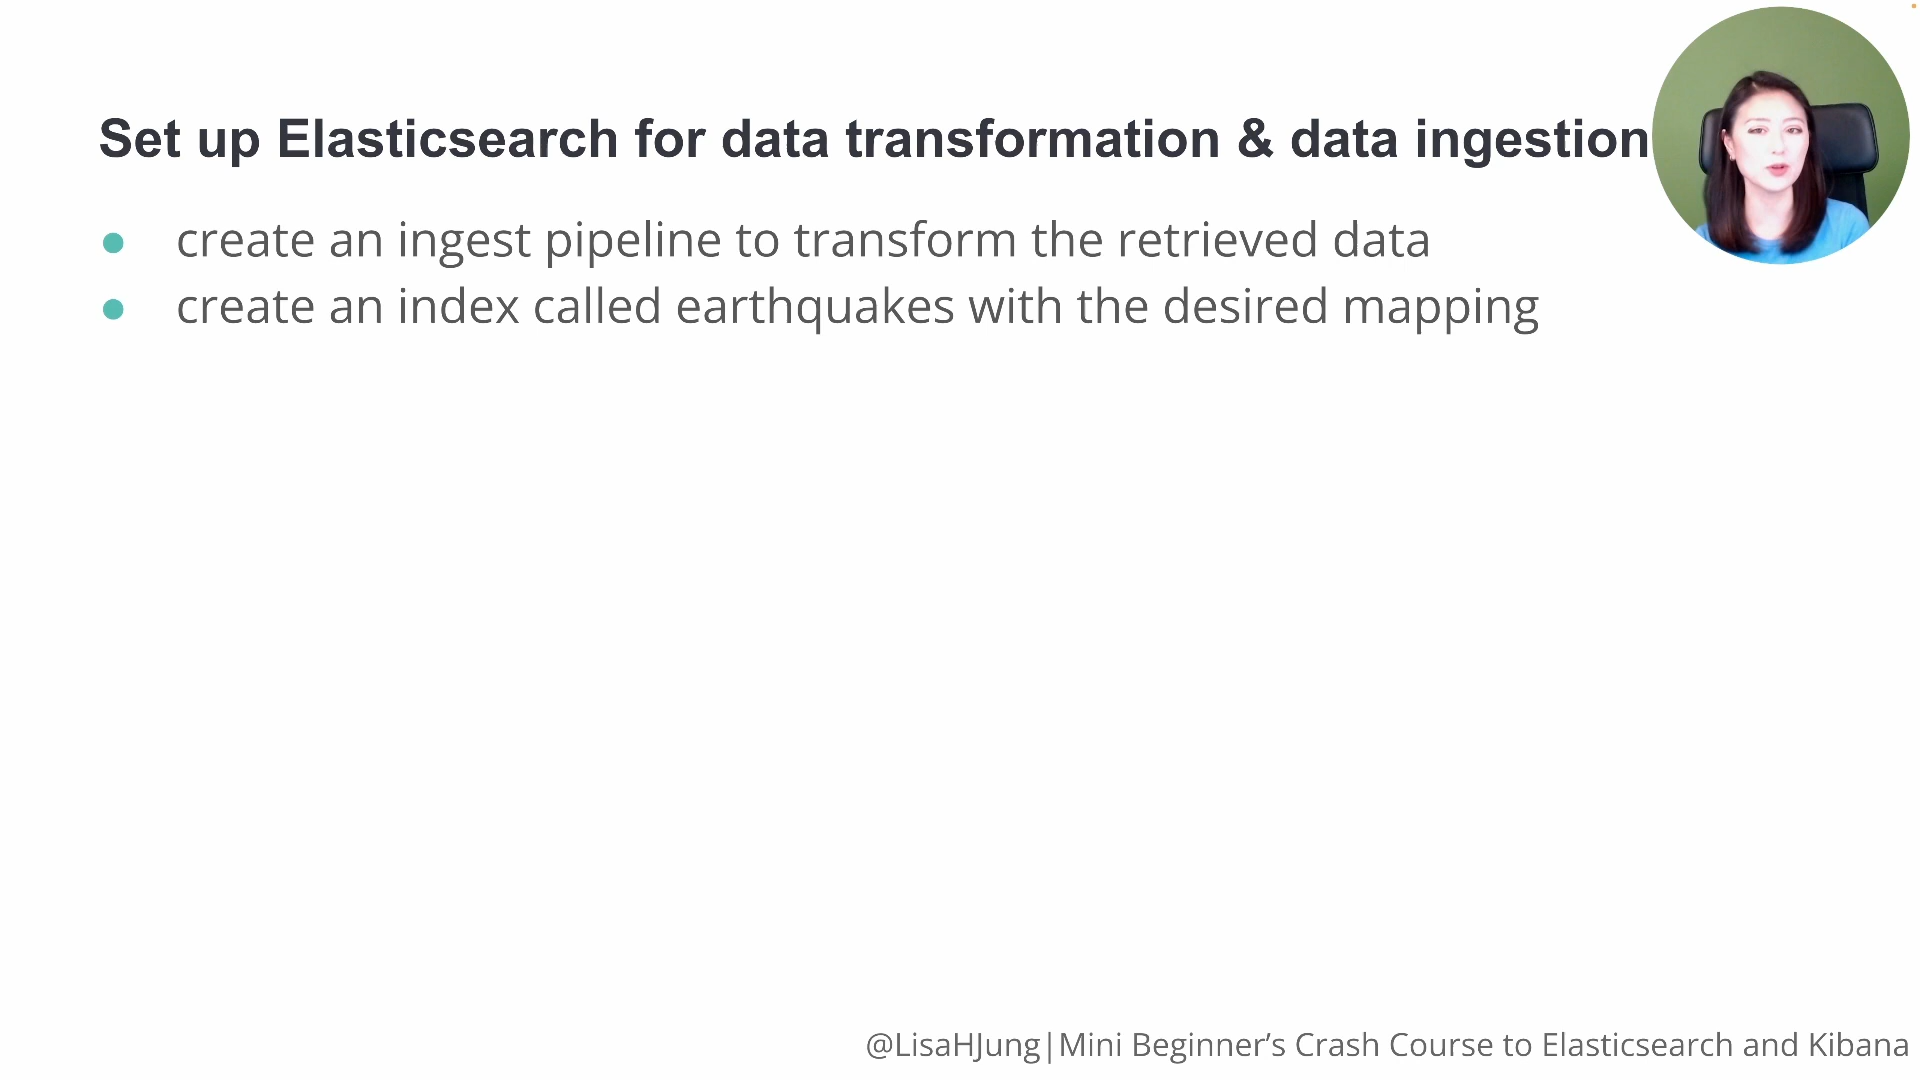 Set up Elasticsearch for data transformation & data ingestion
● create an ingest pipeline to transform the retrieved data
● create an index called earthquakes with the desired mapping
@LisaHJung|Mini Beginner’s Crash Course to Elasticsearch and Kibana